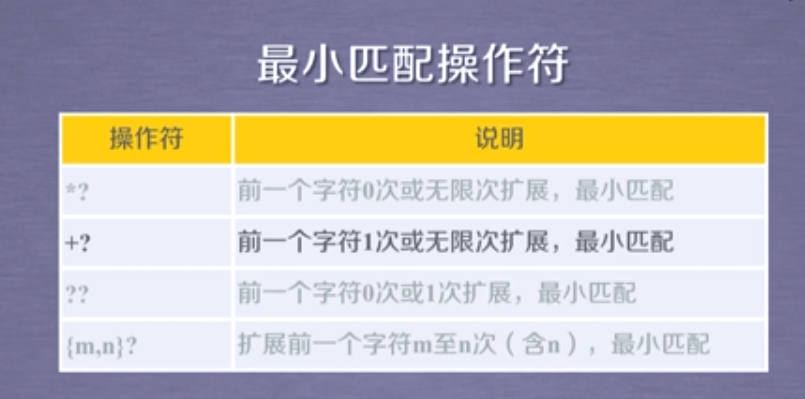 最小匹配操作符
操作符 说明
*? 前一个字符0次或无限次扩展，最小匹配
+? 前一个字符1次或无限次扩展，最小匹配
?? 前一个字符0次或1次扩展，最小匹配
{m,n}? 扩展前一个字符m至n次（含n），最小匹配